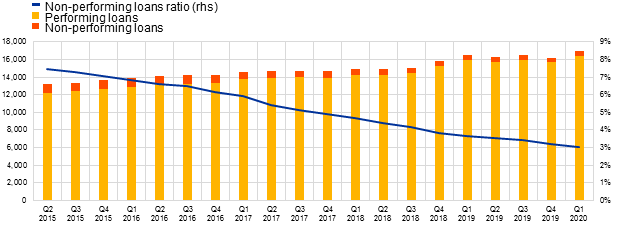 Non-performing loans ratio (rhs)
Performing loans
Non-performing loans
18,000 9%
16,000 8%
14,000 7%
12,000 6%
10,000 5%
8,000 4%
6,000 3%
4,000 2%
2,000 1%
0 0%
Q2 Q3 Q4 Q1 Q2 Q3 Q4 Q1 Q2 Q3 Q4 Q1 Q2 Q3 Q4 Q1 Q2 Q3 Q4 Q1
2015 2015 2015 2016 2016 2016 2016 2017 2017 2017 2017 2018 2018 2018 2018 2019 2019 2019 2019 2020